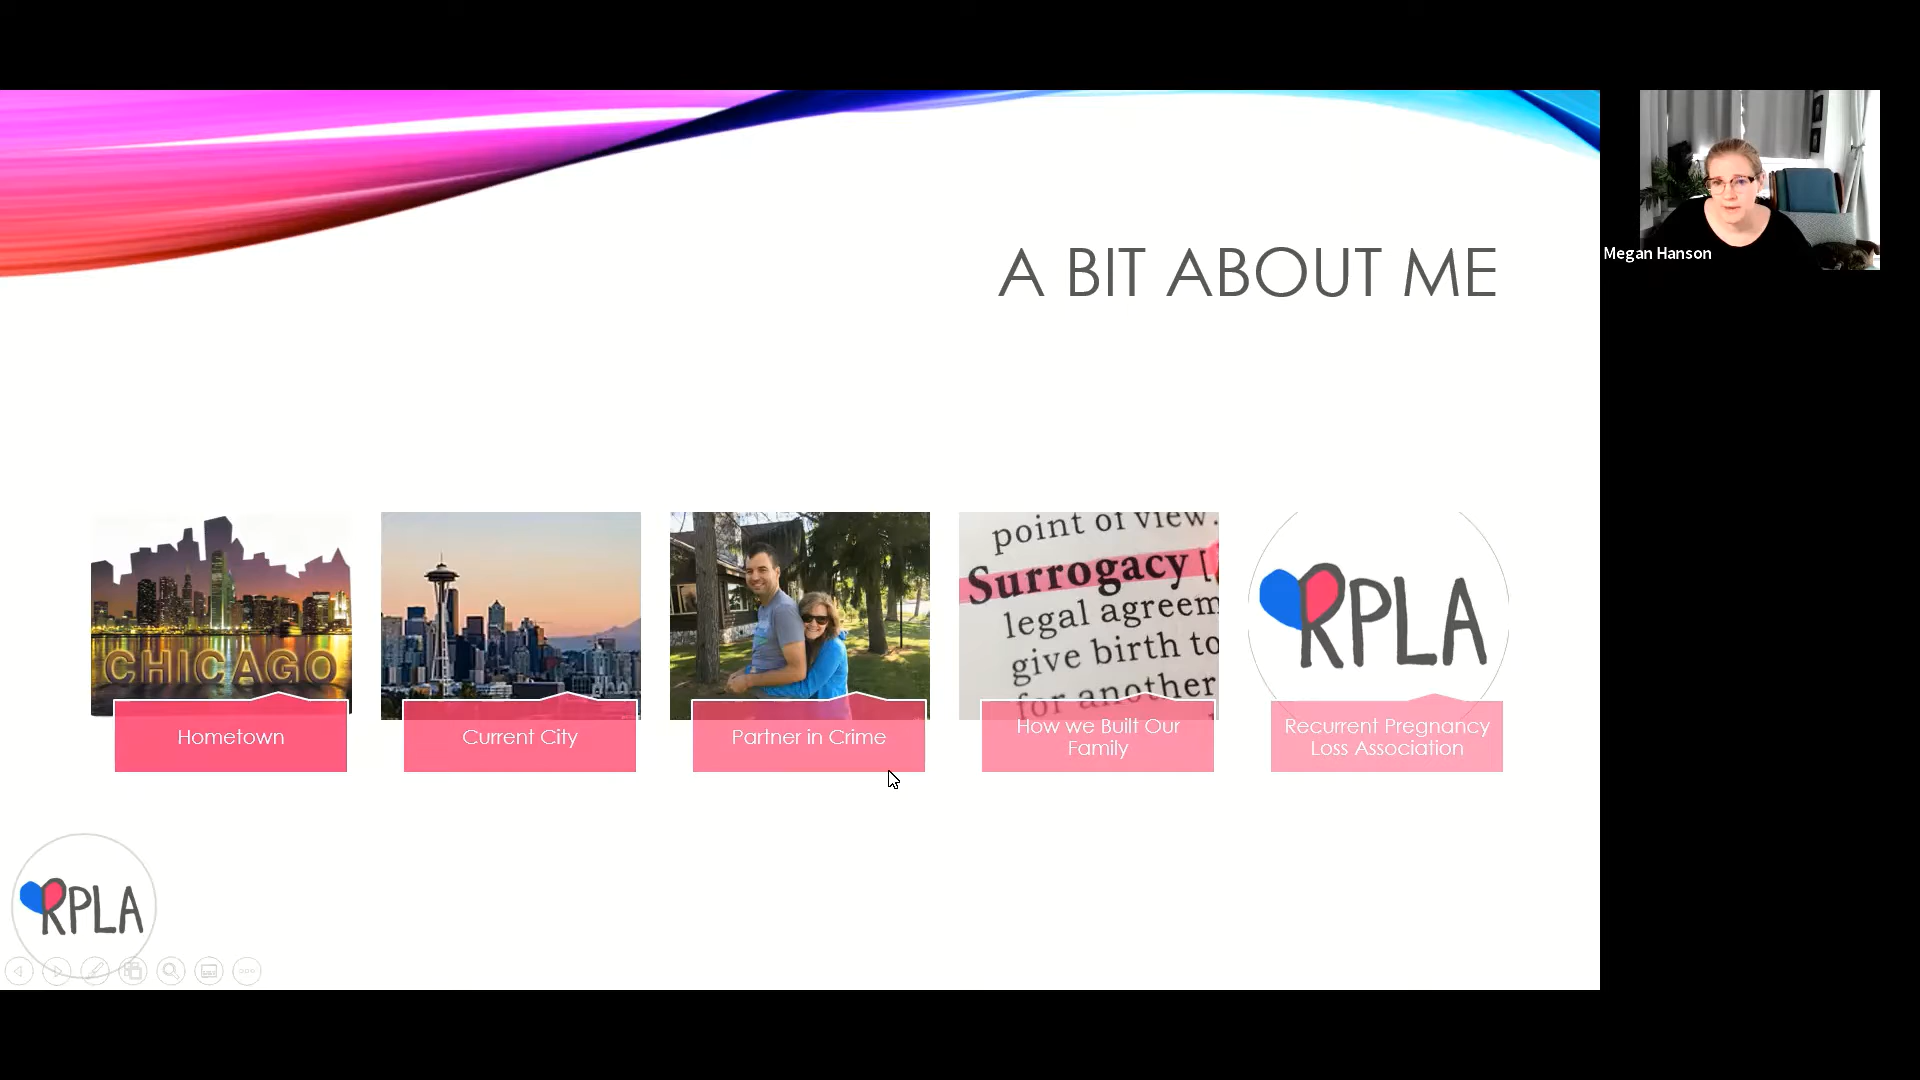 A BIT ABOUT ME
Megan Hanson
CHICAGO
point of view.
Surrogacy [
legal agreem
give birth to
for another
RPLA
Hometown
Current City
Partner in Crime
How we Built Our
Family
Recurrent Pregnancy
Loss Association
RPLA